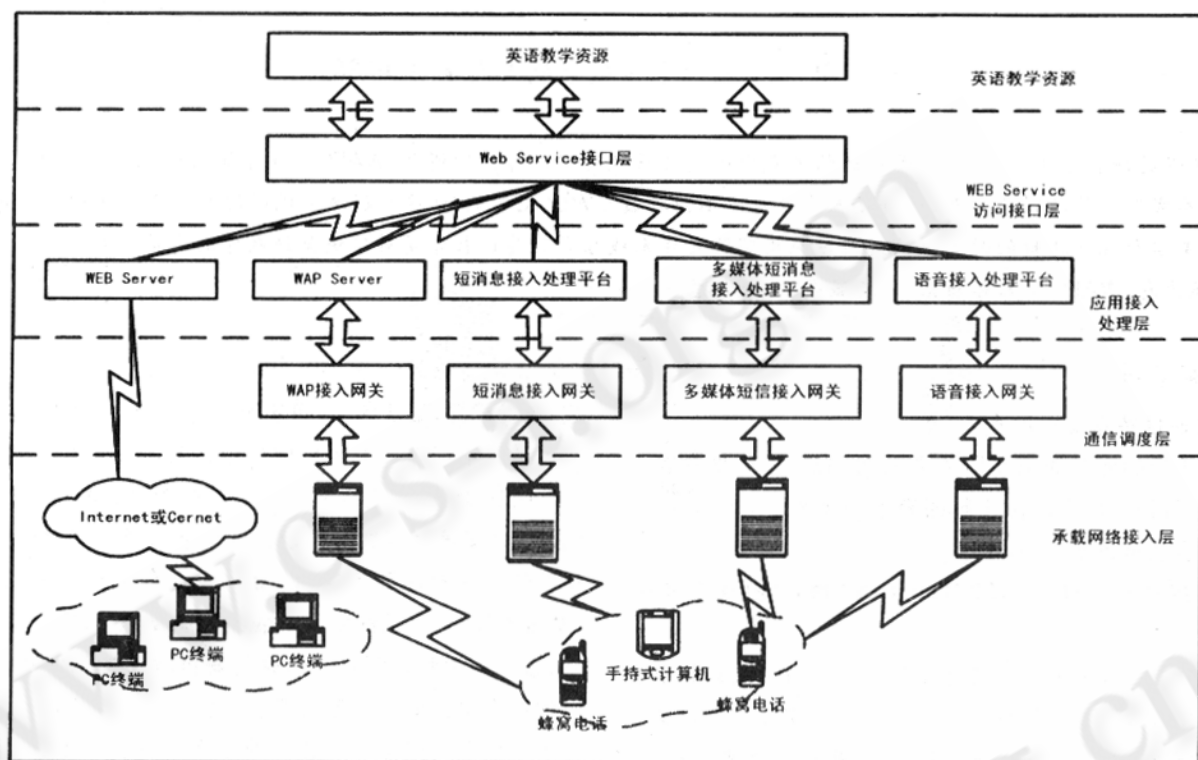 英语教学资源
英语教学资源
Web Service接口层
WEB Service
访问接口层
WEB Server
WAP Server
短消息接入处理平台
多媒体短消息
接入处理平台
语音接入处理平台
应用接入
处理层
WAP接入网关
短消息接入网关
多媒体短信接入网关
语音接入网关
通信调度层
Internet或Cernet
承载网络接入层
PC终端
PC终端
PC终端
手持式计算机
蜂窝电话
蜂窝电话
www.c-s-a.org.cn